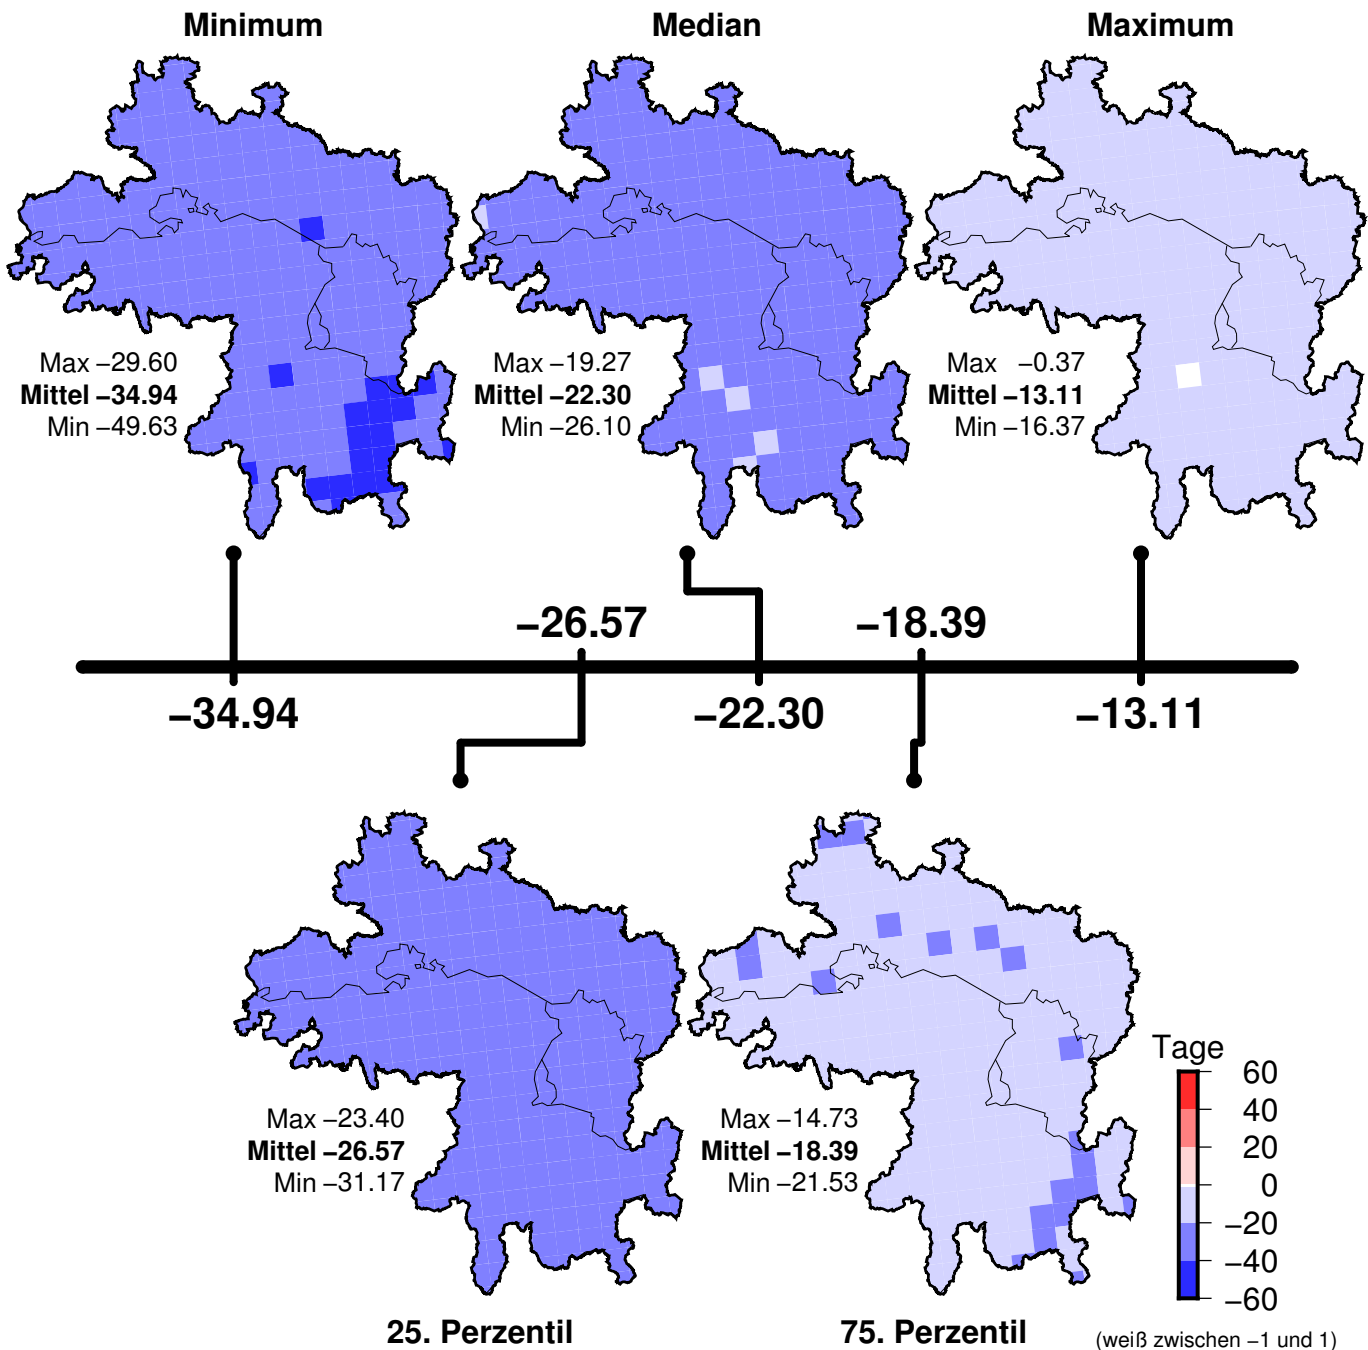 Minimum
Median
Maximum
Max −29.60
Mittel −34.94
Min −49.63
Max −19.27
Mittel −22.30
Min −26.10
Max −0.37
Mittel −13.11
Min −16.37
−26.57
−18.39
−34.94
−22.30
−13.11
Max −23.40
Mittel −26.57
Min −31.17
Max −14.73
Mittel −18.39
Min −21.53
Tage
60
40
20
0
−20
−40
−60
25. Perzentil
75. Perzentil
(weiß zwischen −1 und 1)